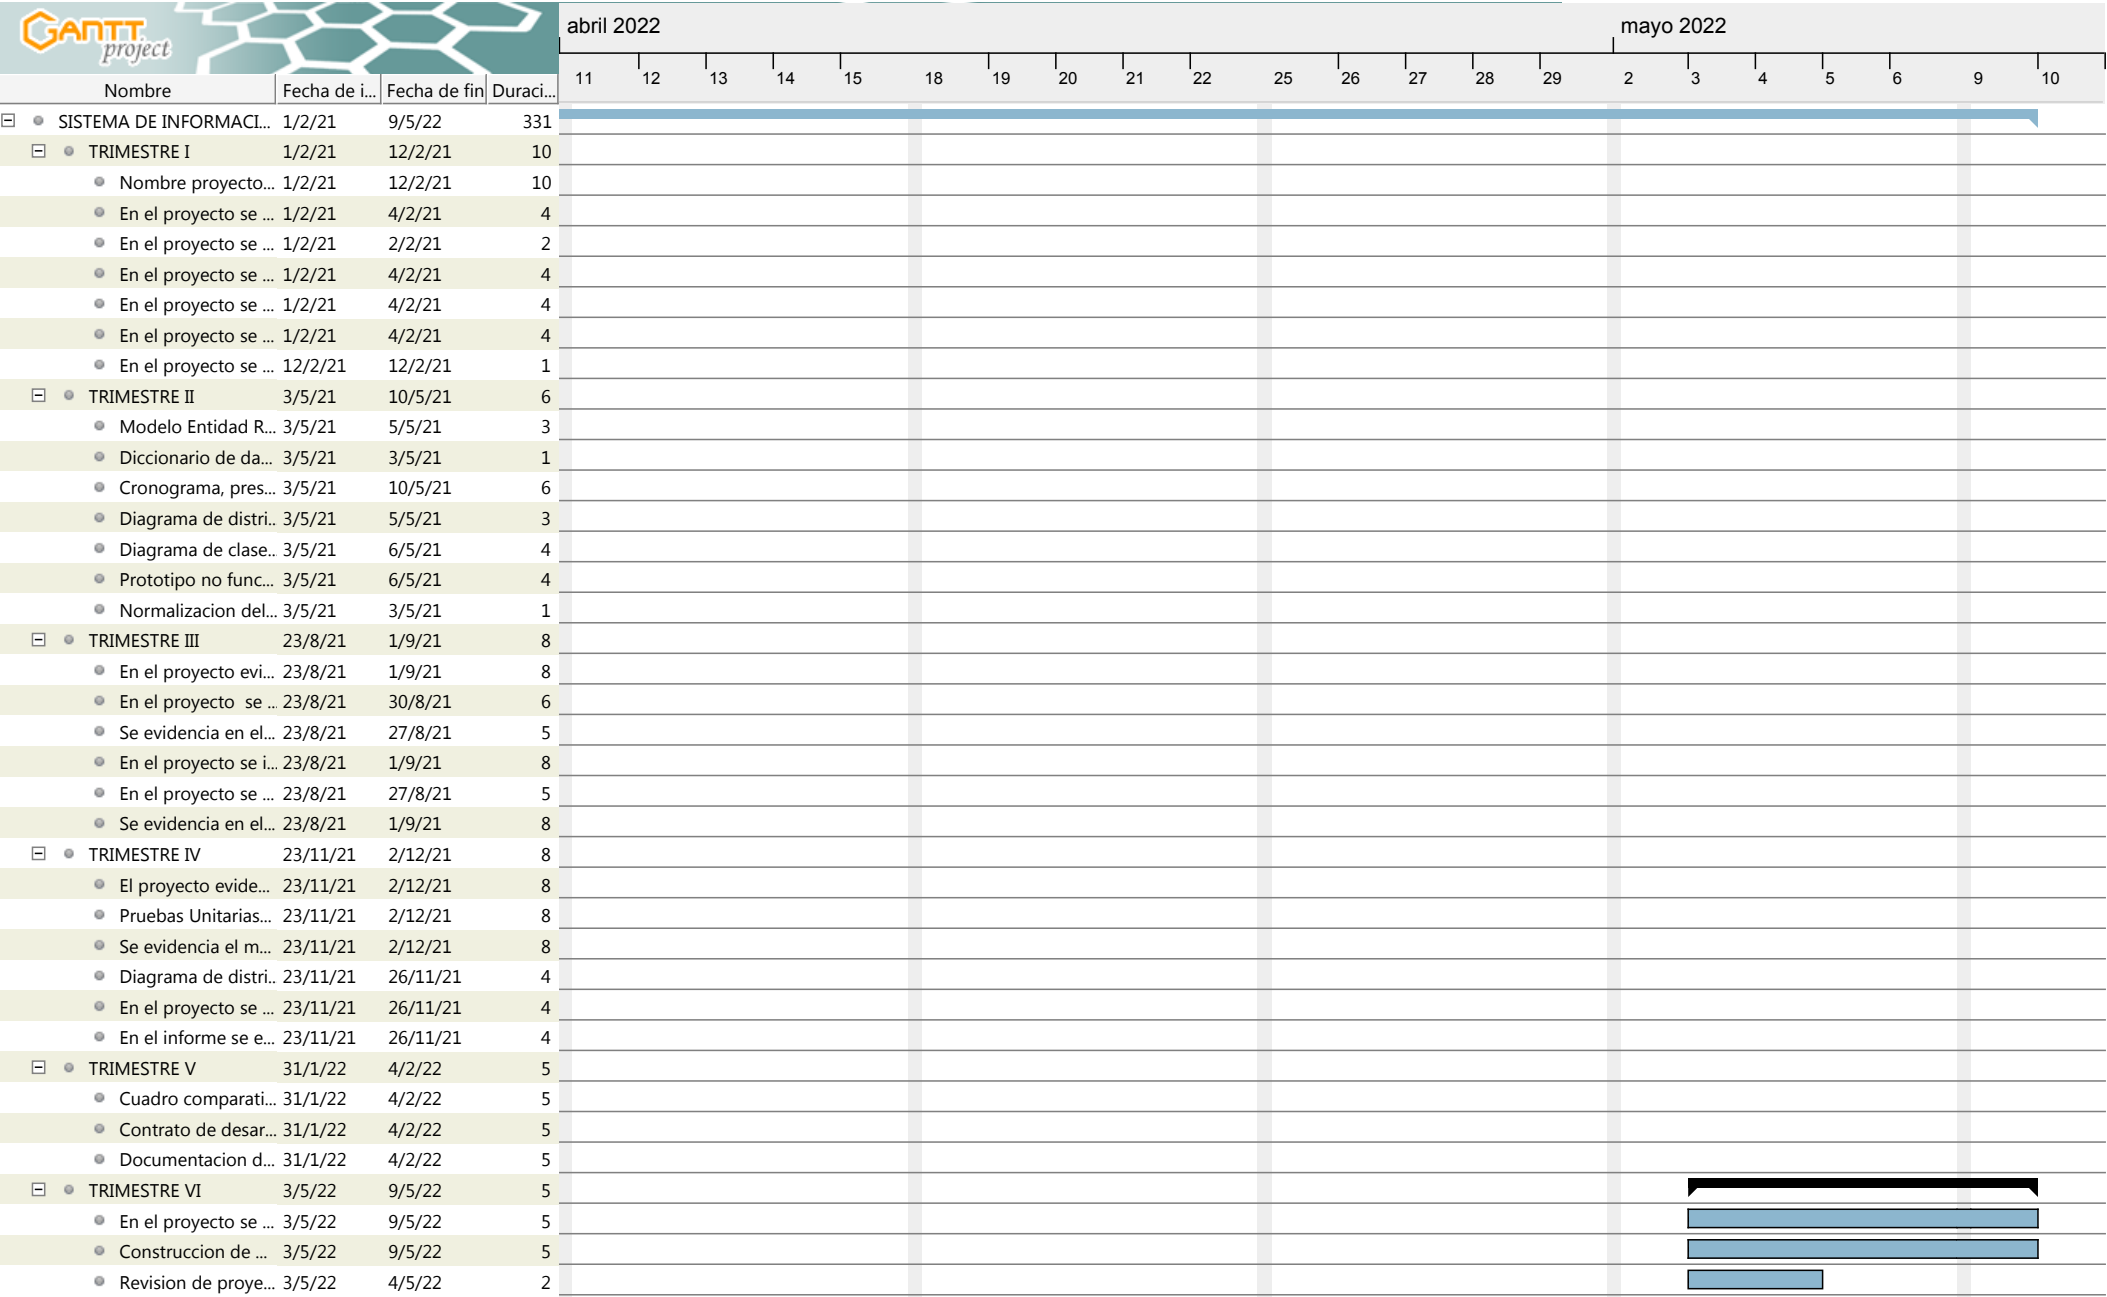 GANTT project
abril 2022 mayo 2022
11 12 13 14 15 18 19 20 21 22 25 26 27 28 29 2 3 4 5 6 9 10
Nombre Fecha de i... Fecha de fin Duraci...
SISTEMA DE INFORMACI... 1/2/21 9/5/22 331
TRIMESTRE I 1/2/21 12/2/21 10
Nombre proyecto... 1/2/21 12/2/21 10
En el proyecto se ... 1/2/21 4/2/21 4
En el proyecto se ... 1/2/21 2/2/21 2
En el proyecto se ... 1/2/21 4/2/21 4
En el proyecto se ... 1/2/21 4/2/21 4
En el proyecto se ... 1/2/21 4/2/21 4
En el proyecto se ... 12/2/21 12/2/21 1
TRIMESTRE II 3/5/21 10/5/21 6
Modelo Entidad R... 3/5/21 5/5/21 3
Diccionario de da... 3/5/21 3/5/21 1
Cronograma, pres... 3/5/21 10/5/21 6
Diagrama de distri.. 3/5/21 5/5/21 3
Diagrama de clase.. 3/5/21 6/5/21 4
Prototipo no func... 3/5/21 6/5/21 4
Normalizacion del... 3/5/21 3/5/21 1
TRIMESTRE III 23/8/21 1/9/21 8
En el proyecto evi... 23/8/21 1/9/21 8
En el proyecto  se .. 23/8/21 30/8/21 6
Se evidencia en el... 23/8/21 27/8/21 5
En el proyecto se i... 23/8/21 1/9/21 8
En el proyecto se ... 23/8/21 27/8/21 5
Se evidencia en el... 23/8/21 1/9/21 8
TRIMESTRE IV 23/11/21 2/12/21 8
El proyecto evide... 23/11/21 2/12/21 8
Pruebas Unitarias... 23/11/21 2/12/21 8
Se evidencia el m... 23/11/21 2/12/21 8
Diagrama de distri.. 23/11/21 26/11/21 4
En el proyecto se ... 23/11/21 26/11/21 4
En el informe se e... 23/11/21 26/11/21 4
TRIMESTRE V 31/1/22 4/2/22 5
Cuadro comparati... 31/1/22 4/2/22 5
Contrato de desar... 31/1/22 4/2/22 5
Documentacion d... 31/1/22 4/2/22 5
TRIMESTRE VI 3/5/22 9/5/22 5
En el proyecto se ... 3/5/22 9/5/22 5
Construccion de ... 3/5/22 9/5/22 5
Revision de proye... 3/5/22 4/5/22 2